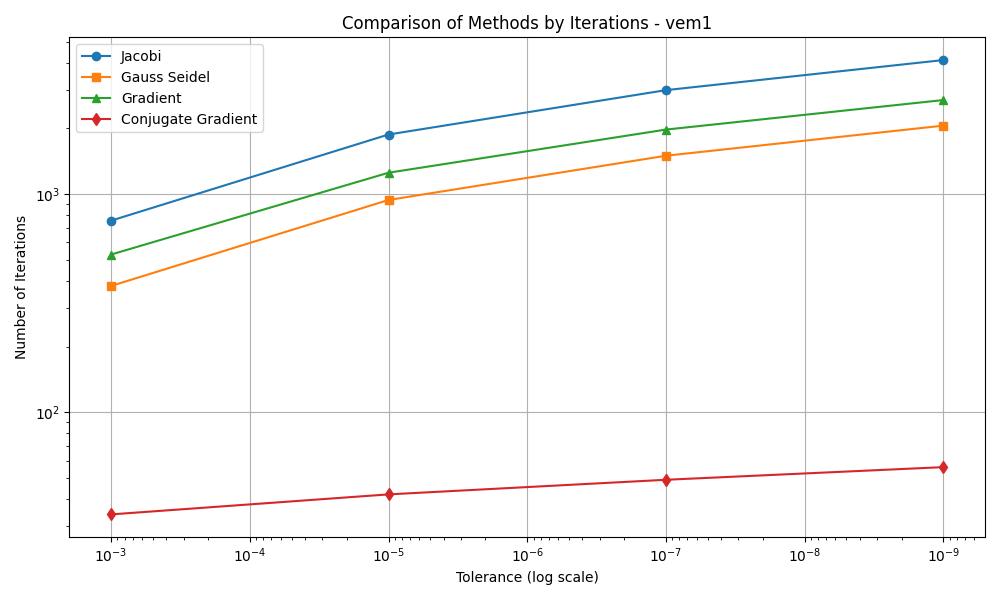 Comparison of Methods by Iterations - vem1
Jacobi
Gauss Seidel
Gradient
Conjugate Gradient
Number of Iterations
10³
10²
10⁻³ 10⁻⁴ 10⁻⁵ 10⁻⁶ 10⁻⁷ 10⁻⁸ 10⁻⁹
Tolerance (log scale)